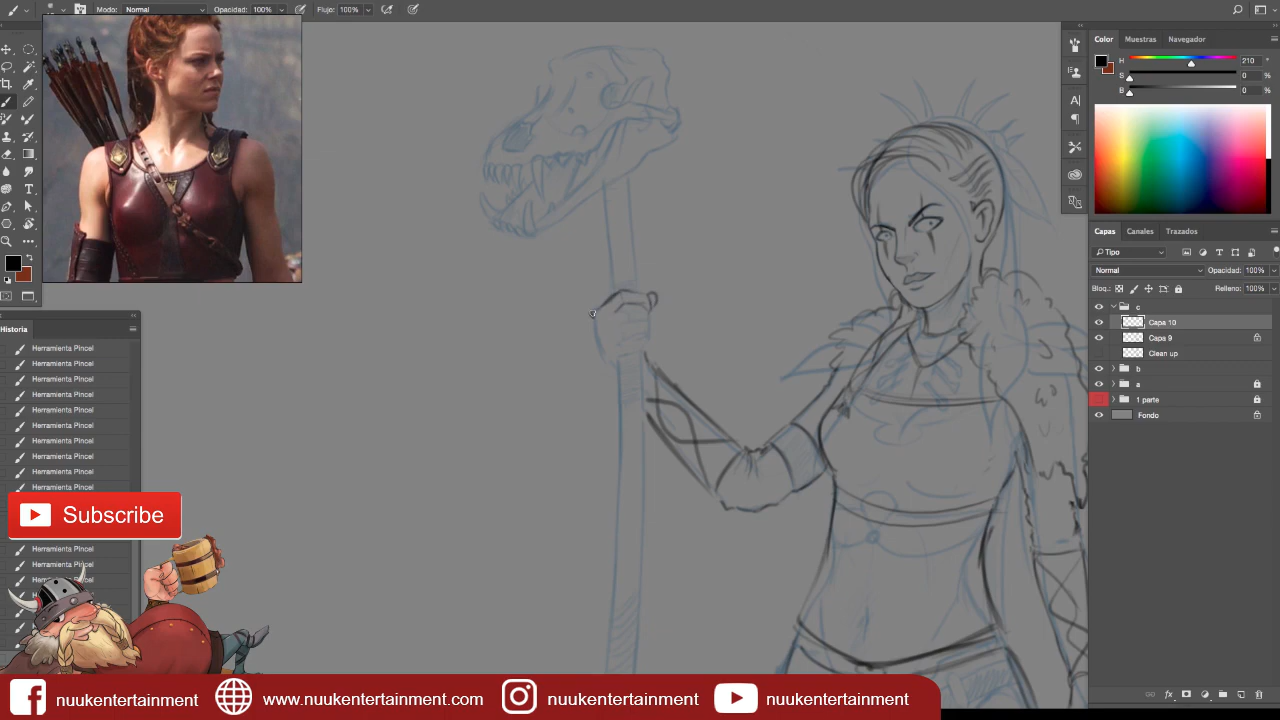 Modo: Normal Opacidad: 100% Flujo: 100%
Color Muestras Navegador
H 210 °
S 0 %
B 0 %
Capas Canales Trazados
Tipo
Normal Opacidad: 100%
Bloq.: Relleno: 100%
c
Capa 10
Capa 9
Clean up
b
a
1 parte
Fondo
Historia
Herramienta Pincel
Herramienta Pincel
Herramienta Pincel
Herramienta Pincel
Herramienta Pincel
Herramienta Pincel
Herramienta Pincel
Herramienta Pincel
Herramienta Pincel
Herramienta Pincel
Subscribe
Herramienta Pincel
Herramienta Pincel
Herramienta Pincel
nuukentertainment www.nuukentertainment.com nuukentertainment nuukentertainment